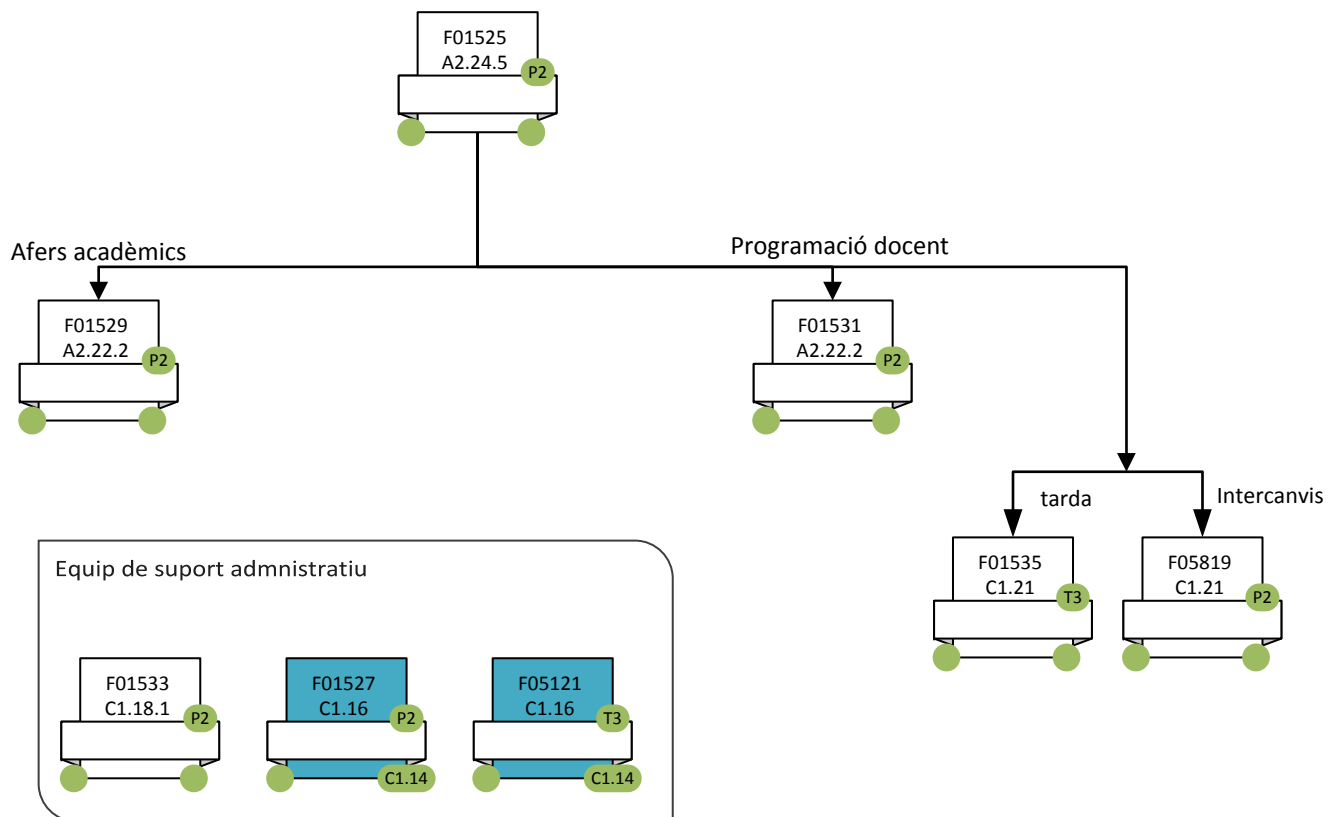 F01525
A2.24.5
P2
Afers acadèmics
Programació docent
F01529
A2.22.2
P2
F01531
A2.22.2
P2
tarda
Intercanvis
F01535
C1.21
T3
F05819
C1.21
P2
Equip de suport admnistratiu
F01533
C1.18.1
P2
F01527
C1.16
P2
C1.14
F05121
C1.16
T3
C1.14